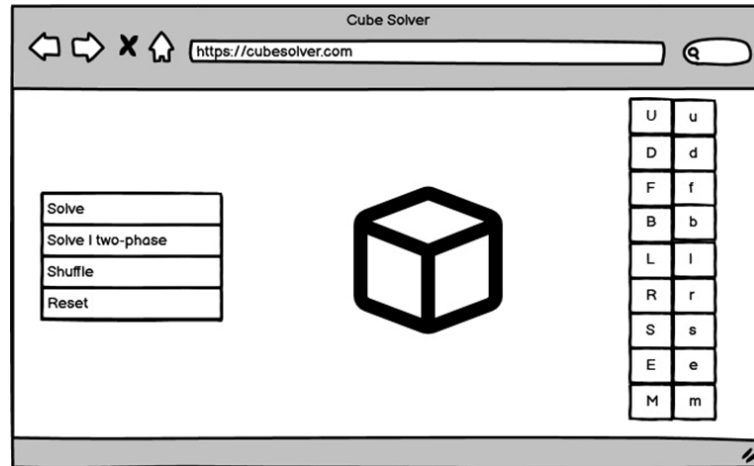 Cube Solver
https://cubesolver.com
Solve
Solve | two-phase
Shuffle
Reset
U u
D d
F f
B b
L l
R r
S s
E e
M m